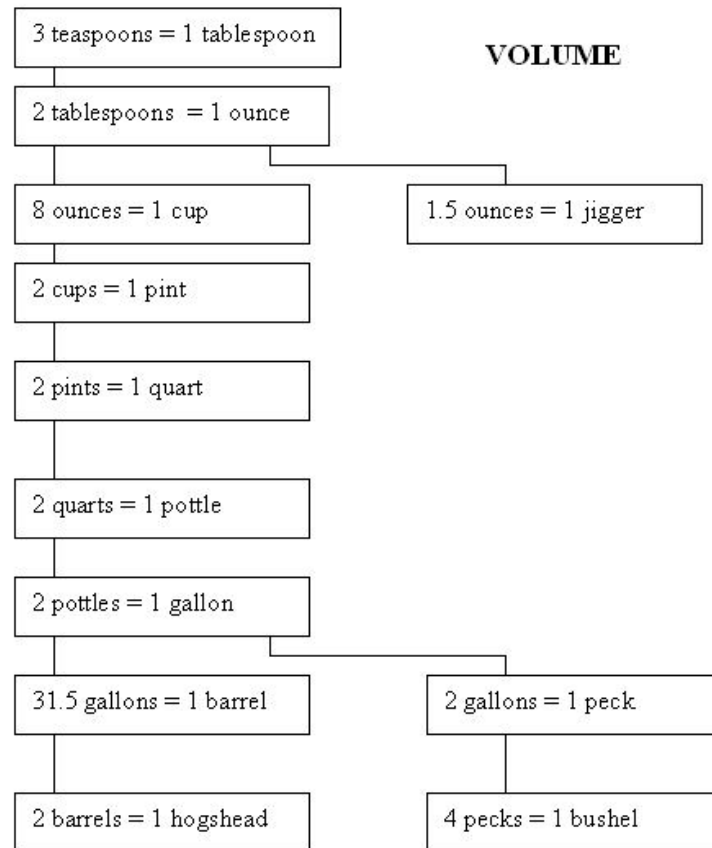 3 teaspoons = 1 tablespoon
VOLUME
2 tablespoons = 1 ounce
8 ounces = 1 cup
1.5 ounces = 1 jigger
2 cups = 1 pint
2 pints = 1 quart
2 quarts = 1 pottle
2 pottles = 1 gallon
31.5 gallons = 1 barrel
2 gallons = 1 peck
2 barrels = 1 hogshead
4 pecks = 1 bushel